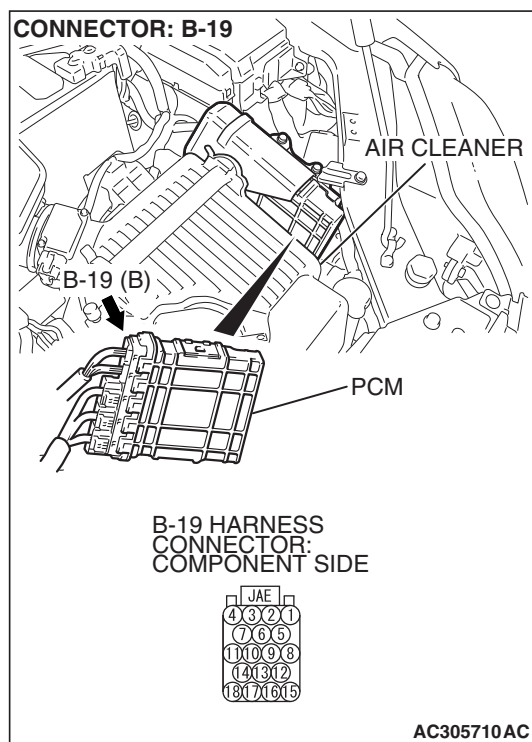 CONNECTOR: B-19
AIR CLEANER
B-19 (B)
PCM
B-19 HARNESS
CONNECTOR:
COMPONENT SIDE
JAE
4 3 2 1
7 6 5
11 10 9 8
14 13 12
18 17 16 15
AC305710AC